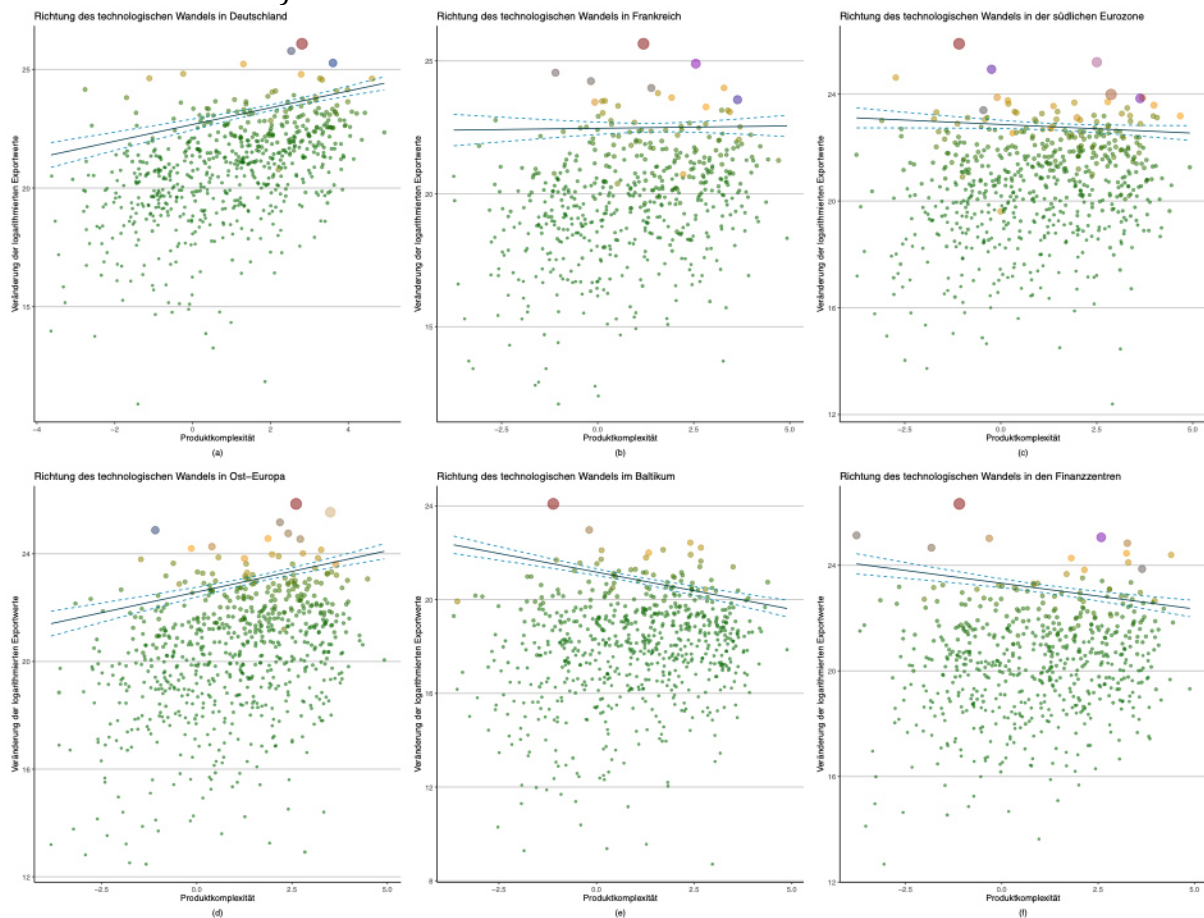 Richtung des technologischen Wandels in Deutschland
Veränderung der logarithmierten Exportwerte
25
20
15
−4
−2
0
2
4
Produktkomplexität
(a)
Richtung des technologischen Wandels in Frankreich
Veränderung der logarithmierten Exportwerte
25
20
15
−2.5
0.0
2.5
5.0
Produktkomplexität
(b)
Richtung des technologischen Wandels in der südlichen Eurozone
Veränderung der logarithmierten Exportwerte
24
20
16
12
−2.5
0.0
2.5
5.0
Produktkomplexität
(c)
Richtung des technologischen Wandels in Ost−Europa
Veränderung der logarithmierten Exportwerte
24
20
16
12
−2.5
0.0
2.5
5.0
Produktkomplexität
(d)
Richtung des technologischen Wandels im Baltikum
Veränderung der logarithmierten Exportwerte
24
20
16
12
8
−2.5
0.0
2.5
5.0
Produktkomplexität
(e)
Richtung des technologischen Wandels in den Finanzzentren
Veränderung der logarithmierten Exportwerte
24
20
16
12
−2.5
0.0
2.5
5.0
Produktkomplexität
(f)